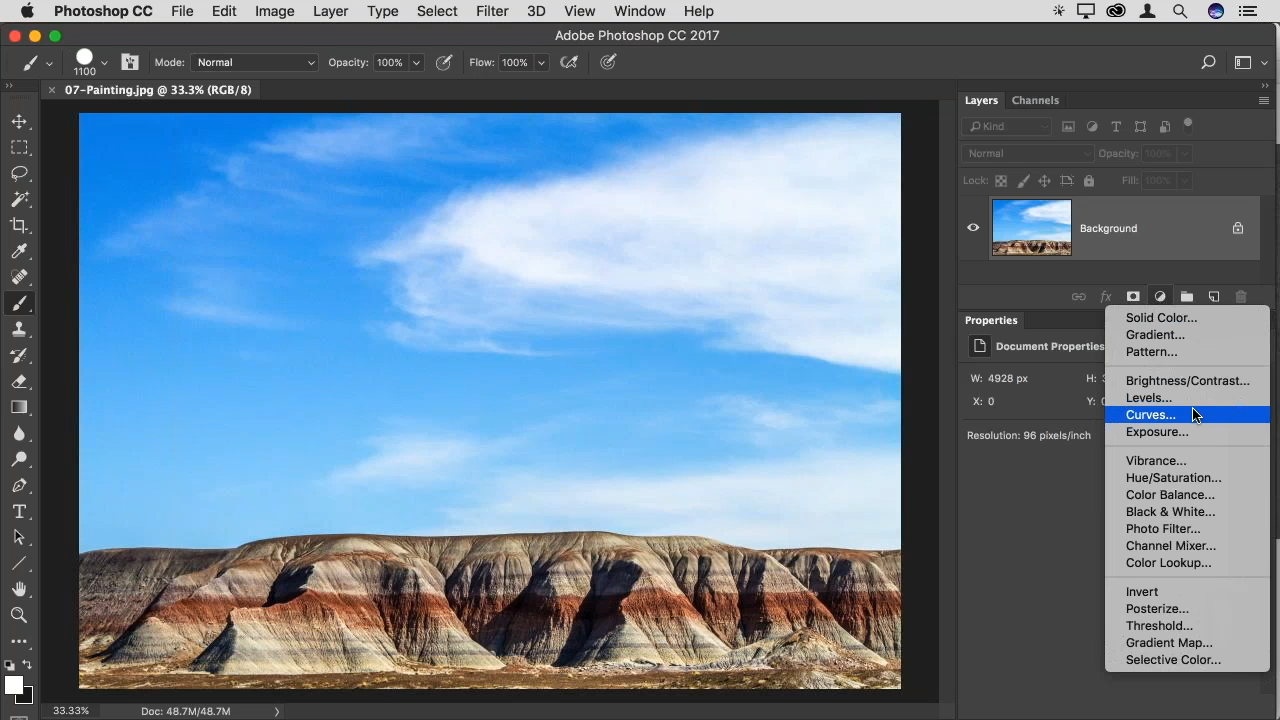 Photoshop CC File Edit Image Layer Type Select Filter 3D View Window Help
Adobe Photoshop CC 2017
1100 Mode: Normal Opacity: 100% Flow: 100%
07-Painting.jpg @ 33.3% (RGB/8)
Layers Channels
Kind
Normal Opacity: 100%
Lock: Fill: 100%
Background
fx
Properties
Document Properties
W: 4928 px H:
X: 0 Y:
Resolution: 96 pixels/inch
Solid Color...
Gradient...
Pattern...
Brightness/Contrast...
Levels...
Curves...
Exposure...
Vibrance...
Hue/Saturation...
Color Balance...
Black & White...
Photo Filter...
Channel Mixer...
Color Lookup...
Invert
Posterize...
Threshold...
Gradient Map...
Selective Color...
33.33% Doc: 48.7M/48.7M